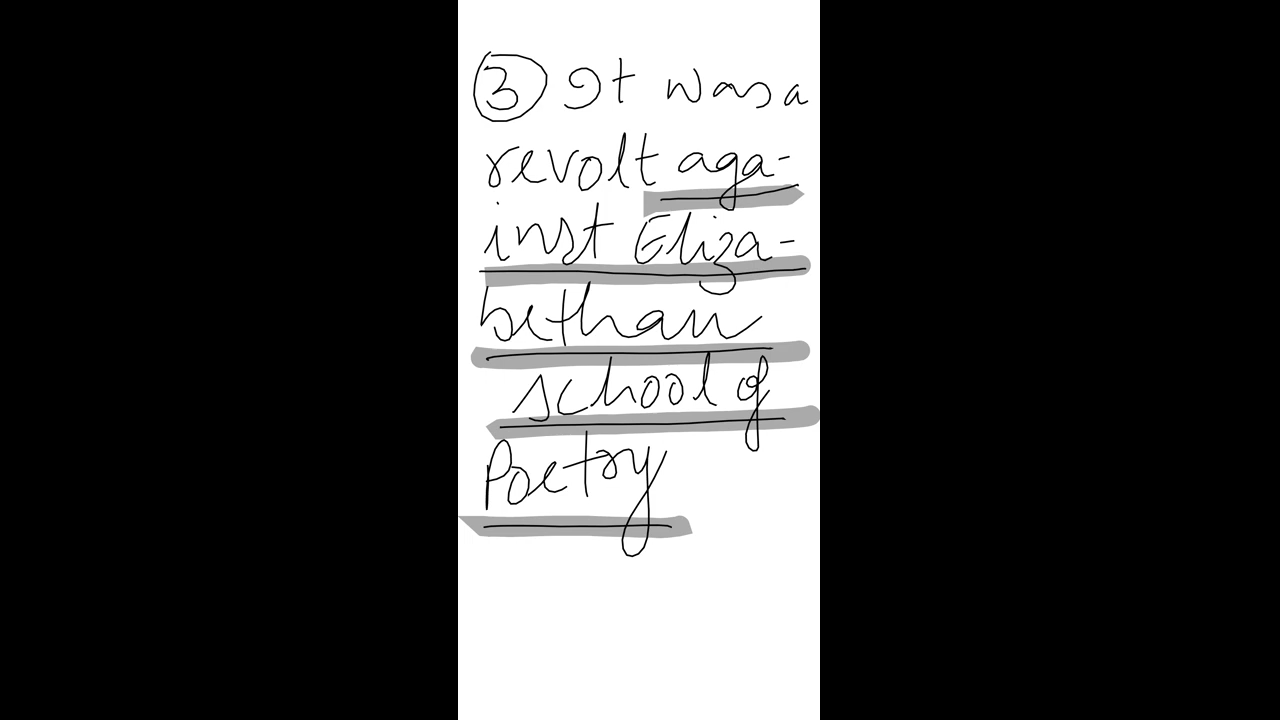 ③ It was a
revolt aga-
inst Eliza-
bethan
school of
Poetry